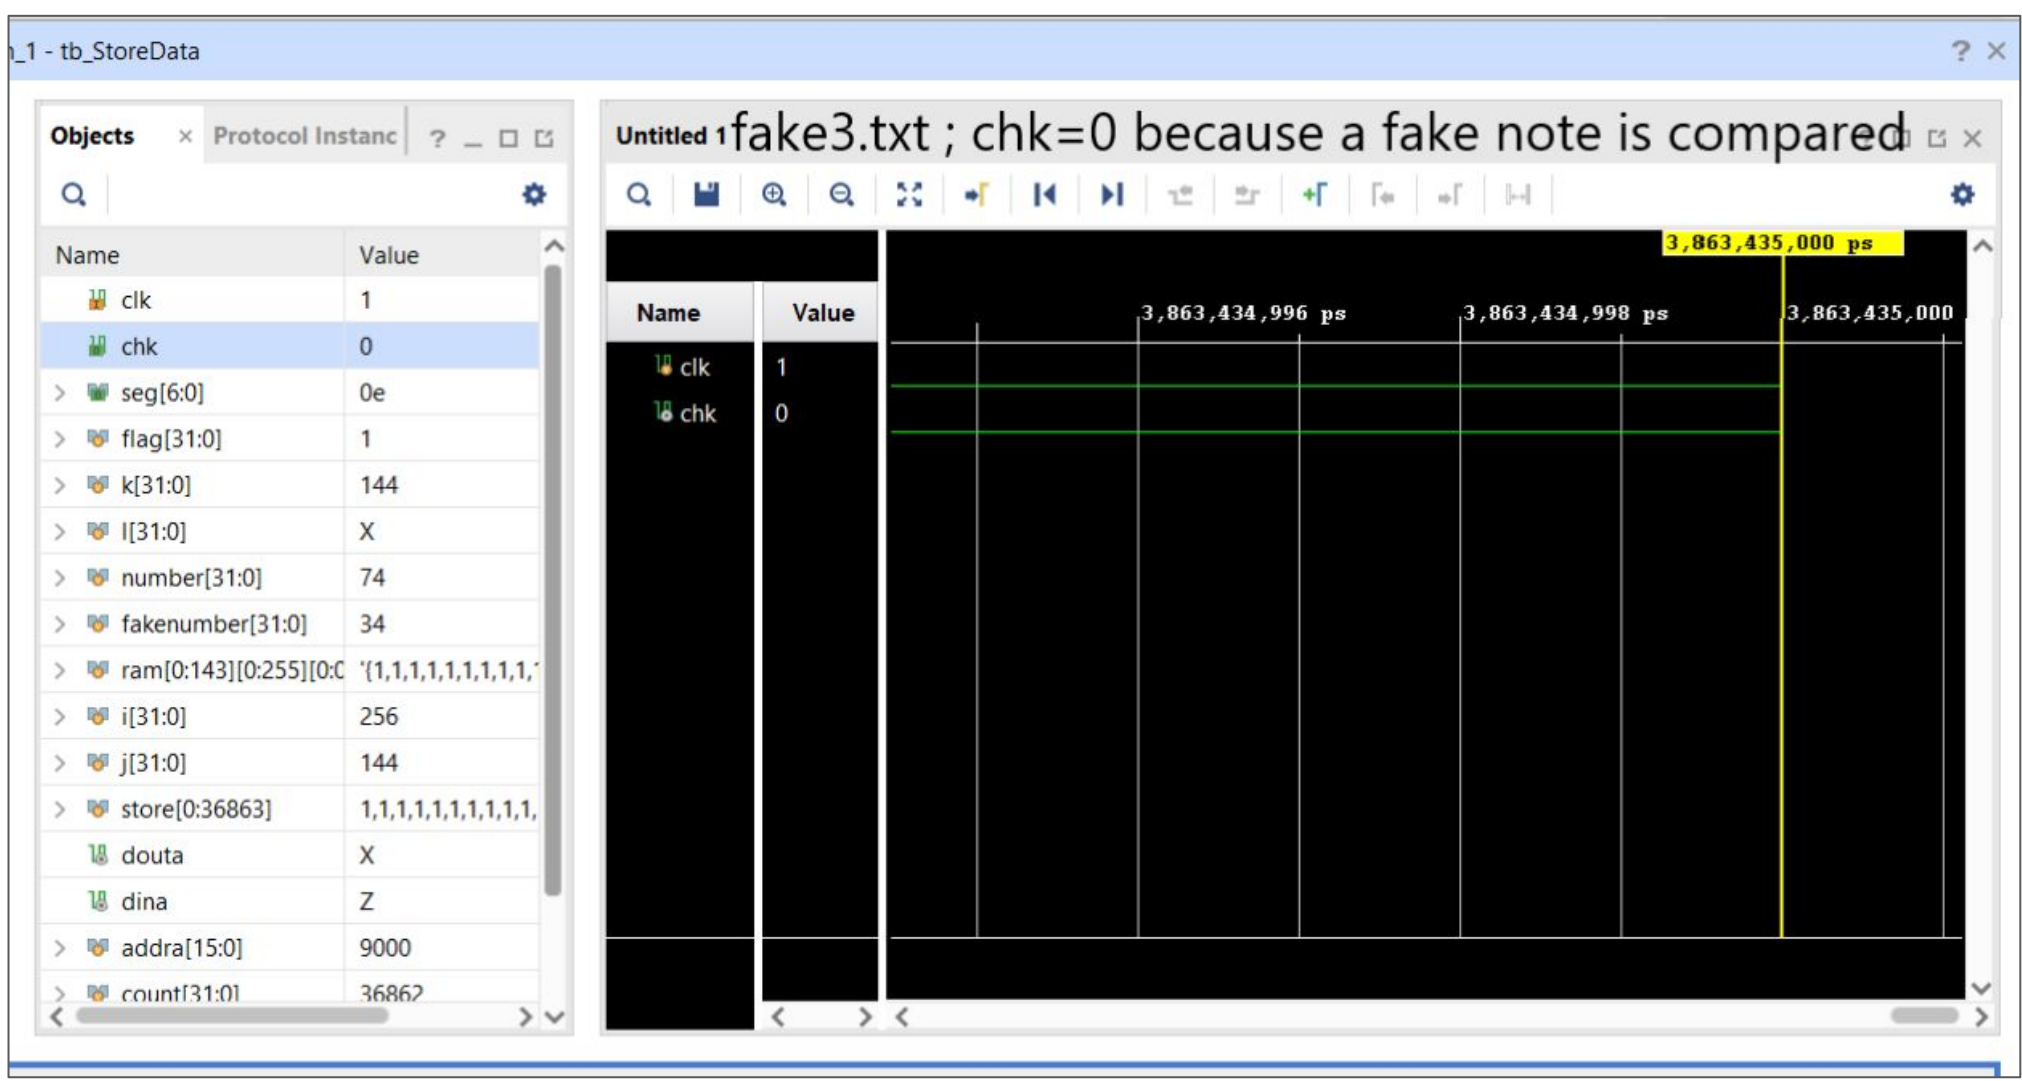 _1 - tb_StoreData
? ×
Objects × Protocol Instanc ?
Name Value
clk 1
chk 0
seg[6:0] 0e
flag[31:0] 1
k[31:0] 144
l[31:0] X
number[31:0] 74
fakenumber[31:0] 34
ram[0:143][0:255][0:0 '{1,1,1,1,1,1,1,1,1,1
i[31:0] 256
j[31:0] 144
store[0:36863] 1,1,1,1,1,1,1,1,1,1,
douta X
dina Z
addra[15:0] 9000
count[31:0] 36862
Untitled 1 fake3.txt ; chk=0 because a fake note is compared
3,863,435,000 ps
Name Value
3,863,434,996 ps 3,863,434,998 ps 3,863,435,000
clk 1
chk 0